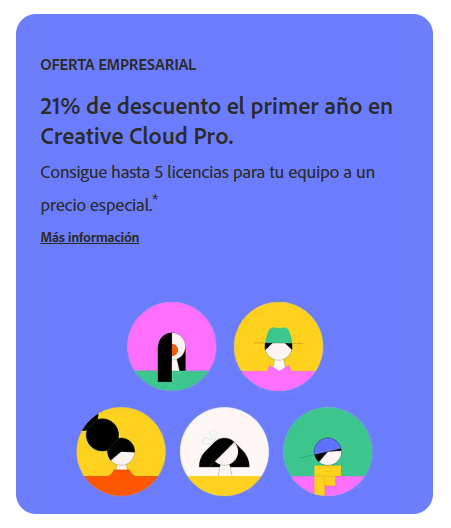 OFERTA EMPRESARIAL
21% de descuento el primer año en
Creative Cloud Pro.
Consigue hasta 5 licencias para tu equipo a un
precio especial.*
Más información